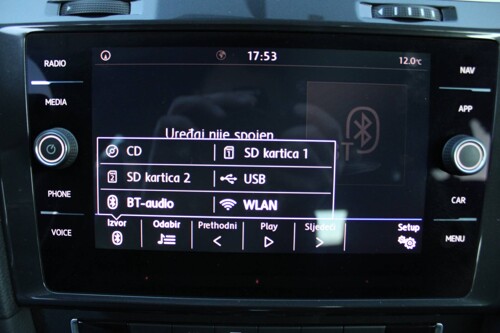 17:53
12.0°C
RADIO
MEDIA
PHONE
VOICE
NAV
APP
CAR
MENU
Uređaj nije spojen
CD
SD kartica 1
SD kartica 2
USB
BT-audio
WLAN
Izvor
Odabir
Prethodni
Play
Sljedeći
Setup